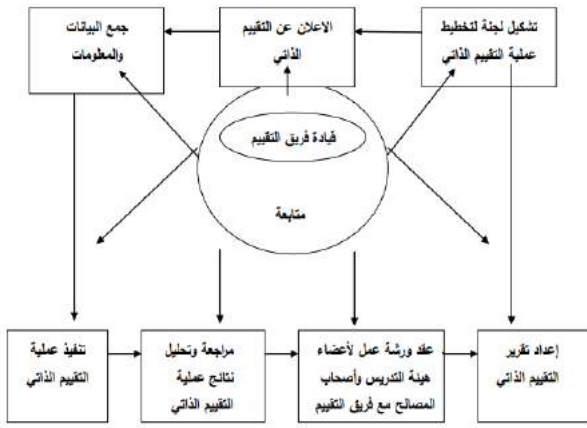 تشكيل لجنة لتخطيط
عملية التقييم الذاتي
الاعلان عن التقييم
الذاتي
جمع البيانات
والمعلومات
قيادة فريق التقييم
متابعة
إعداد تقرير
التقييم الذاتي
عقد ورشة عمل لأعضاء
هيئة التدريس وأصحاب
المصالح مع فريق التقييم
مراجعة وتحليل
نتائج عملية
التقييم الذاتي
تنفيذ عملية
التقييم الذاتي